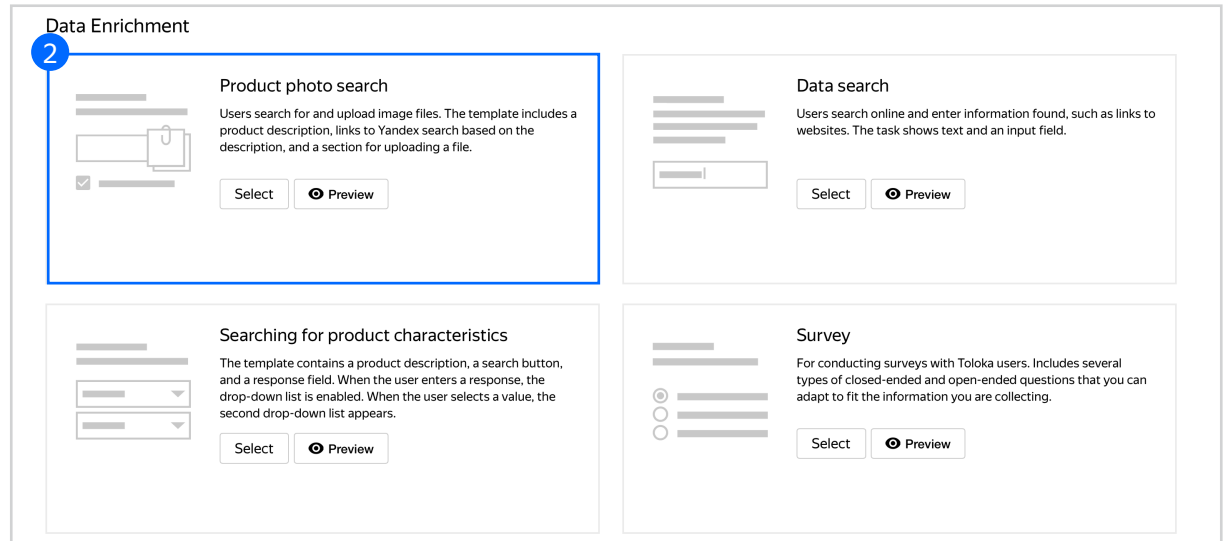 Data Enrichment
2
Product photo search
Users search for and upload image files. The template includes a
product description, links to Yandex search based on the
description, and a section for uploading a file.
Select
Preview
Data search
Users search online and enter information found, such as links to
websites. The task shows text and an input field.
Select
Preview
Searching for product characteristics
The template contains a product description, a search button,
and a response field. When the user enters a response, the
drop-down list is enabled. When the user selects a value, the
second drop-down list appears.
Select
Preview
Survey
For conducting surveys with Toloka users. Includes several
types of closed-ended and open-ended questions that you can
adapt to fit the information you are collecting.
Select
Preview